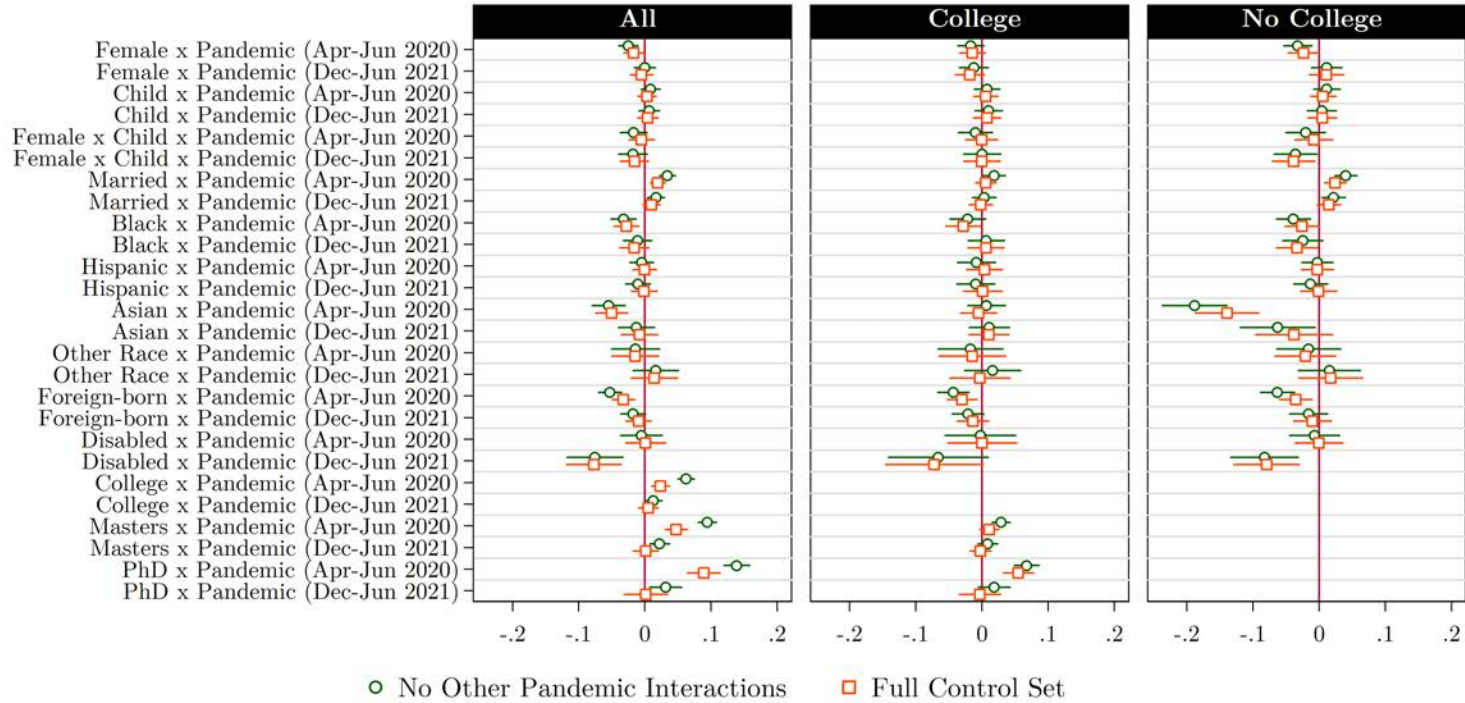 All College No College
Female x Pandemic (Apr-Jun 2020)
Female x Pandemic (Dec-Jun 2021)
Child x Pandemic (Apr-Jun 2020)
Child x Pandemic (Dec-Jun 2021)
Female x Child x Pandemic (Apr-Jun 2020)
Female x Child x Pandemic (Dec-Jun 2021)
Married x Pandemic (Apr-Jun 2020)
Married x Pandemic (Dec-Jun 2021)
Black x Pandemic (Apr-Jun 2020)
Black x Pandemic (Dec-Jun 2021)
Hispanic x Pandemic (Apr-Jun 2020)
Hispanic x Pandemic (Dec-Jun 2021)
Asian x Pandemic (Apr-Jun 2020)
Asian x Pandemic (Dec-Jun 2021)
Other Race x Pandemic (Apr-Jun 2020)
Other Race x Pandemic (Dec-Jun 2021)
Foreign-born x Pandemic (Apr-Jun 2020)
Foreign-born x Pandemic (Dec-Jun 2021)
Disabled x Pandemic (Apr-Jun 2020)
Disabled x Pandemic (Dec-Jun 2021)
College x Pandemic (Apr-Jun 2020)
College x Pandemic (Dec-Jun 2021)
Masters x Pandemic (Apr-Jun 2020)
Masters x Pandemic (Dec-Jun 2021)
PhD x Pandemic (Apr-Jun 2020)
PhD x Pandemic (Dec-Jun 2021)
-.2 -.1 0 .1 .2 -.2 -.1 0 .1 .2 -.2 -.1 0 .1 .2
No Other Pandemic Interactions Full Control Set